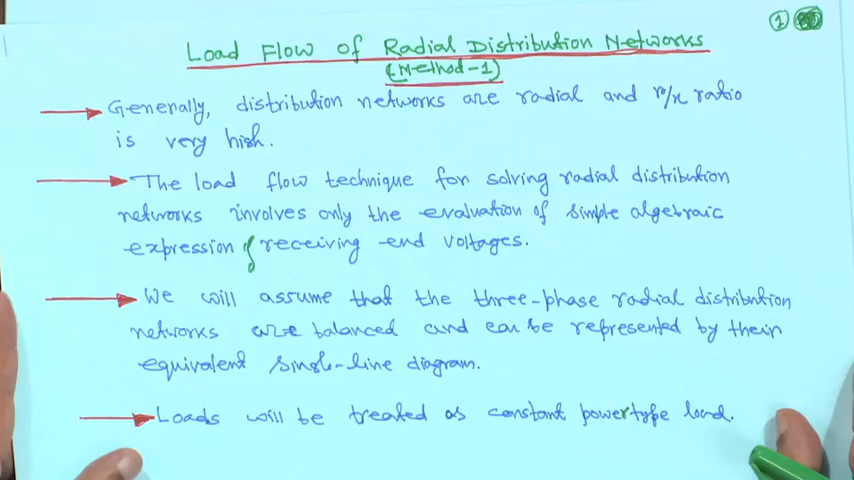 1
Load Flow of Radial Distribution Networks
(Method-1)
Generally, distribution networks are radial and r/x ratio
is very high.
The load flow technique for solving radial distribution
networks involves only the evaluation of simple algebraic
expression of receiving end voltages.
We will assume that the three-phase radial distribution
networks are balanced and can be represented by their
equivalent single-line diagram.
Loads will be treated as constant power type load.